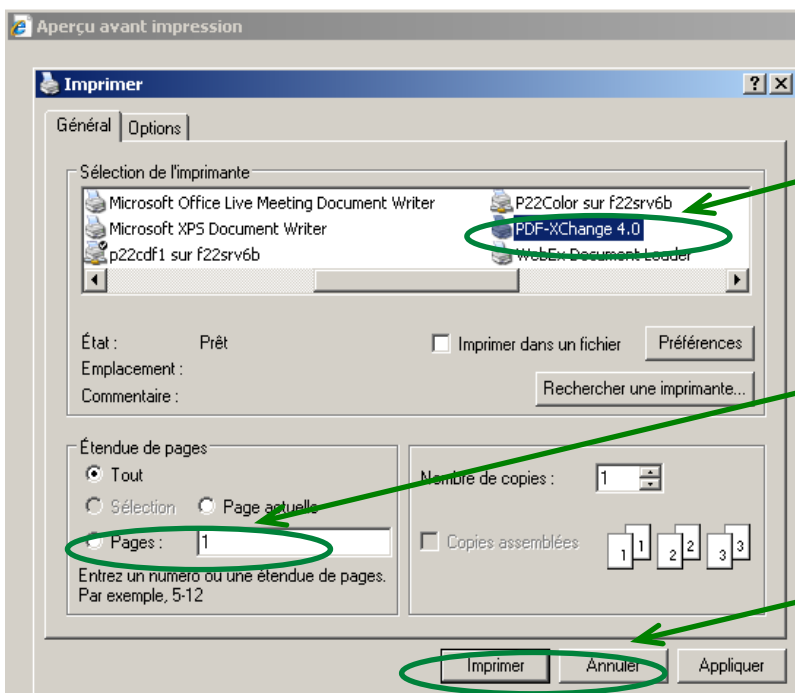 Aperçu avant impression
Imprimer
Général Options
Sélection de l'imprimante
Microsoft Office Live Meeting Document Writer P22Color sur f22srv6b
Microsoft XPS Document Writer PDF-XChange 4.0
p22cdf1 sur f22srv6b WebEx Document Loader
État : Prêt Imprimer dans un fichier Préférences
Emplacement :
Commentaire : Rechercher une imprimante...
Étendue de pages
Tout Nombre de copies : 1
Sélection Page actuelle
Pages : 1 Copies assemblées 1 1 2 2 3 3
Entrez un numéro ou une étendue de pages.
Par exemple, 5-12
Imprimer Annuler Appliquer